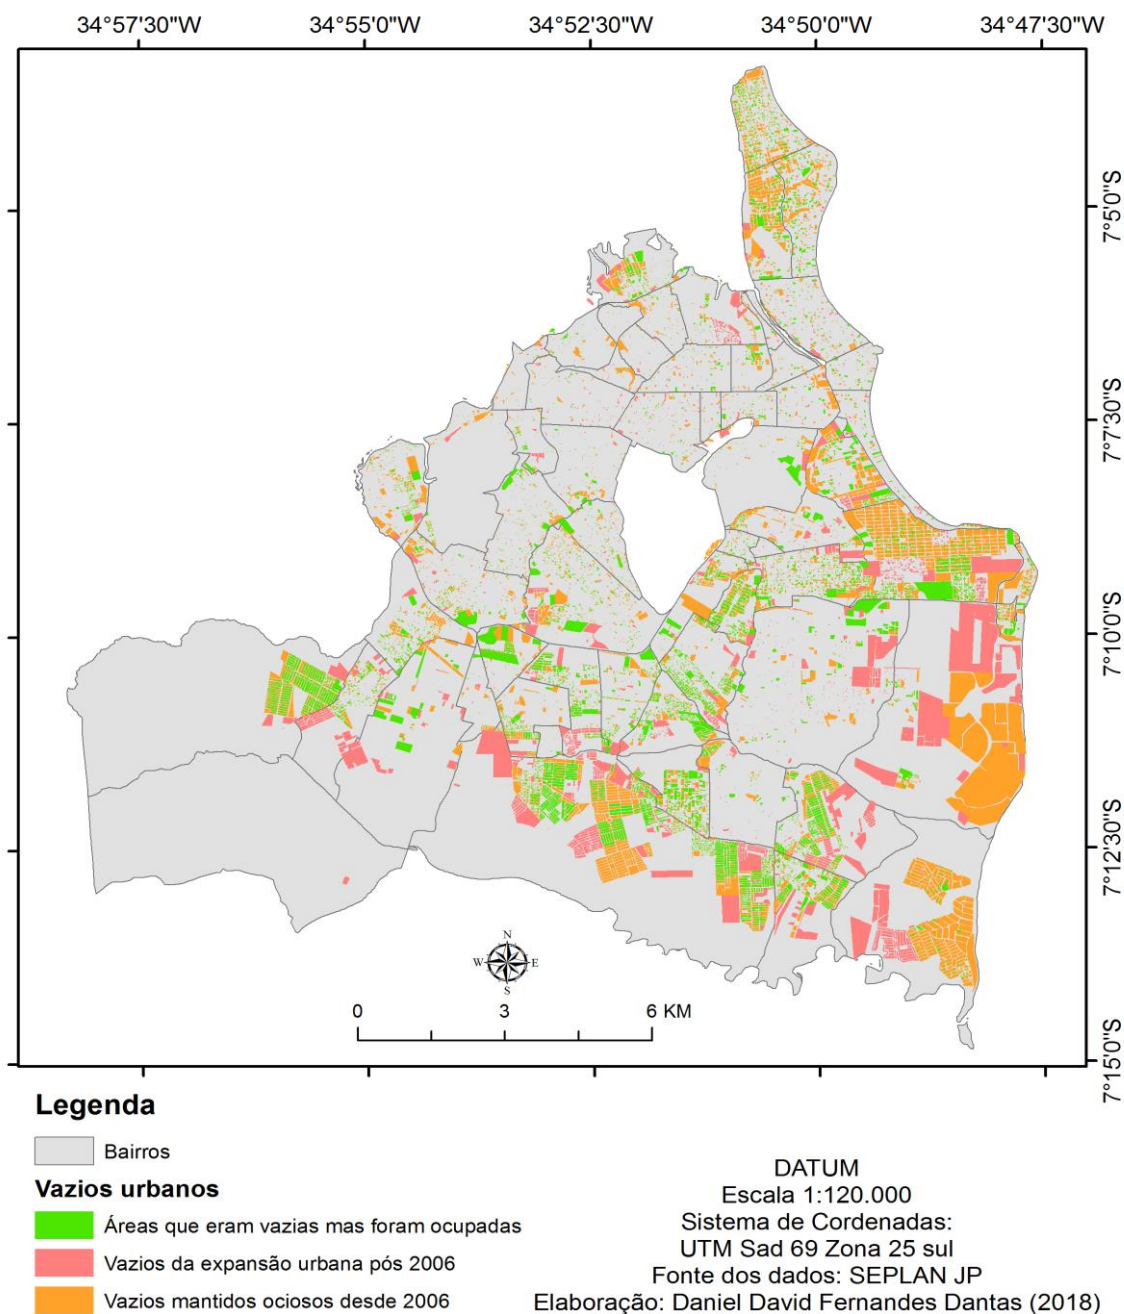 34°57'30"W 34°55'0"W 34°52'30"W 34°50'0"W 34°47'30"W
7°5'0"S
7°7'30"S
7°10'0"S
7°12'30"S
7°15'0"S
N
W E
S
0 3 6 KM
Legenda
Bairros
Vazios urbanos
Áreas que eram vazias mas foram ocupadas
Vazios da expansão urbana pós 2006
Vazios mantidos ociosos desde 2006
DATUM
Escala 1:120.000
Sistema de Cordenadas:
UTM Sad 69 Zona 25 sul
Fonte dos dados: SEPLAN JP
Elaboração: Daniel David Fernandes Dantas (2018)